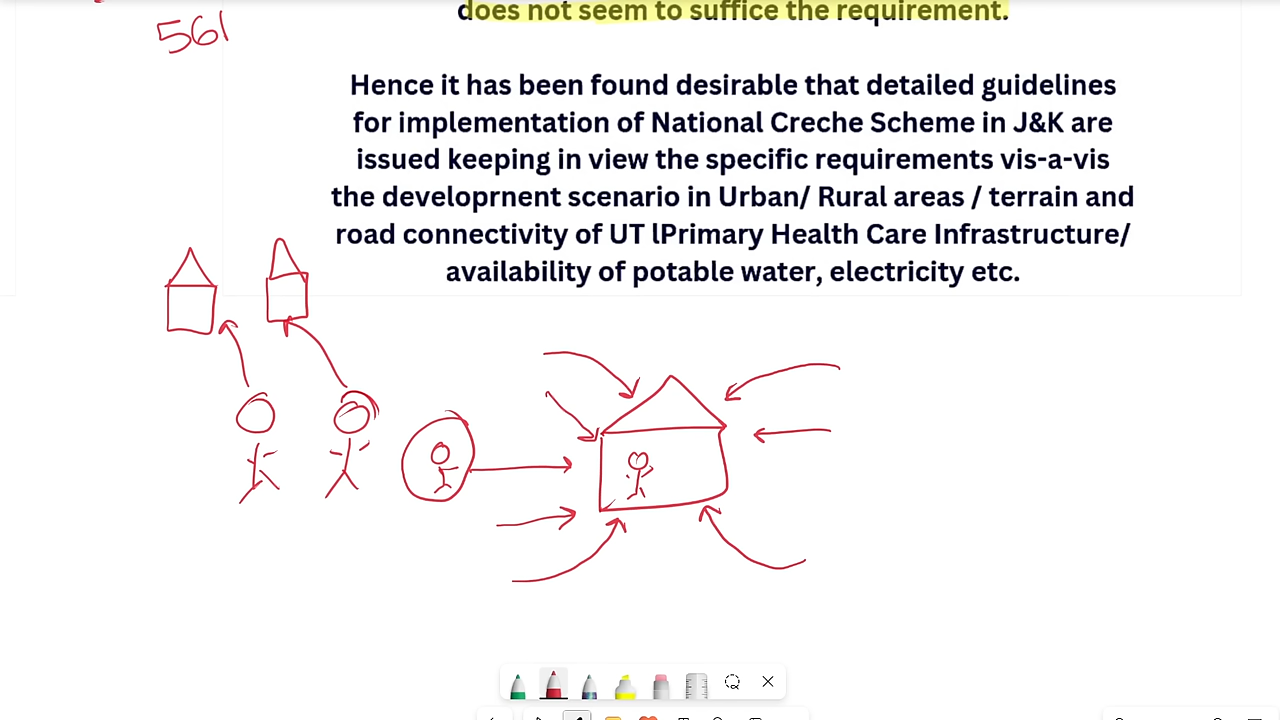 does not seem to suffice the requirement.
561
Hence it has been found desirable that detailed guidelines
for implementation of National Creche Scheme in J&K are
issued keeping in view the specific requirements vis-a-vis
the developrnent scenario in Urban/ Rural areas / terrain and
road connectivity of UT lPrimary Health Care Infrastructure/
availability of potable water, electricity etc.